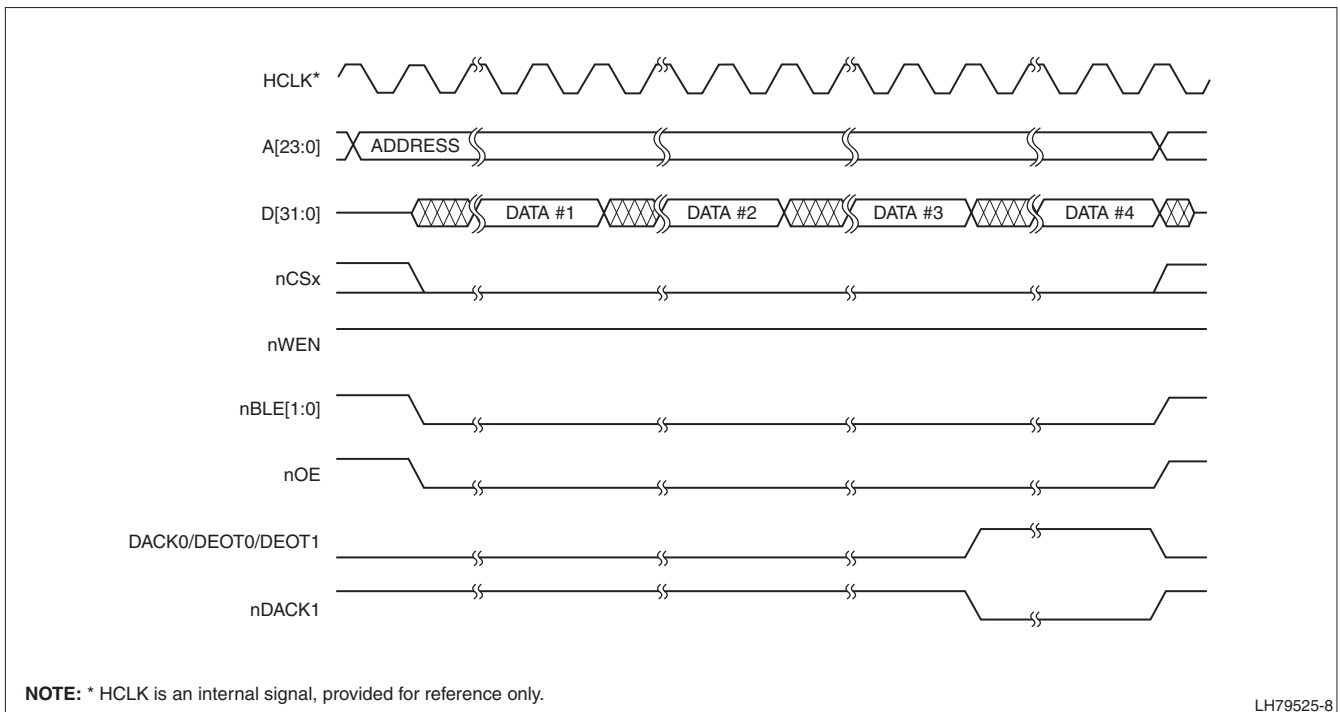 HCLK*
A[23:0]
ADDRESS
D[31:0]
DATA #1
DATA #2
DATA #3
DATA #4
nCSx
nWEN
nBLE[1:0]
nOE
DACK0/DEOT0/DEOT1
nDACK1
NOTE: * HCLK is an internal signal, provided for reference only.
LH79525-8